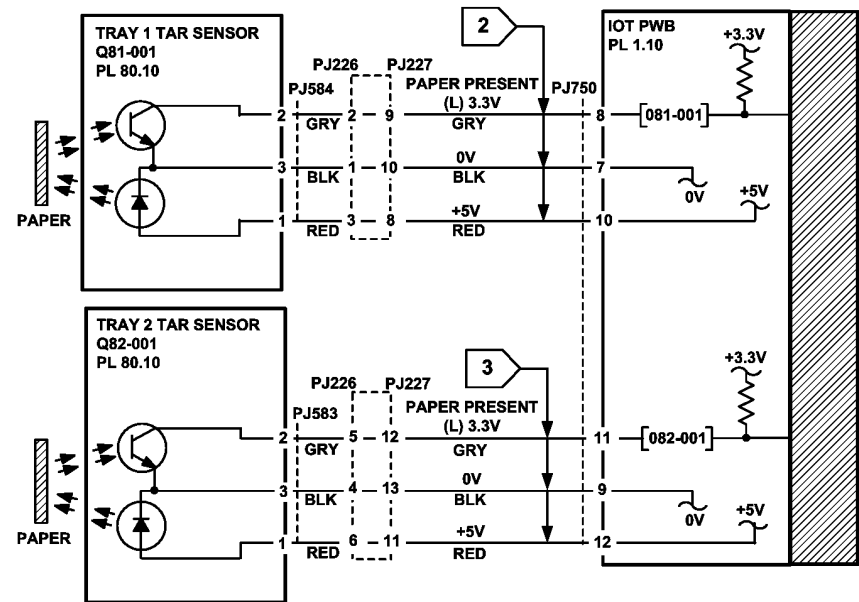 TRAY 1 TAR SENSOR
Q81-001
PL 80.10
2
IOT PWB
PL 1.10
+3.3V
PJ226
PJ227
PJ584
PAPER PRESENT
(L) 3.3V
PJ750
2
2
9
8
[081-001]
GRY
GRY
3
1
10
0V
7
BLK
BLK
0V
+5V
PAPER
1
3
8
+5V
10
RED
RED
TRAY 2 TAR SENSOR
Q82-001
PL 80.10
3
+3.3V
PJ226
PJ227
PJ583
PAPER PRESENT
(L) 3.3V
2
5
12
11
[082-001]
GRY
GRY
3
4
13
0V
9
BLK
BLK
0V
+5V
PAPER
1
6
11
+5V
12
RED
RED